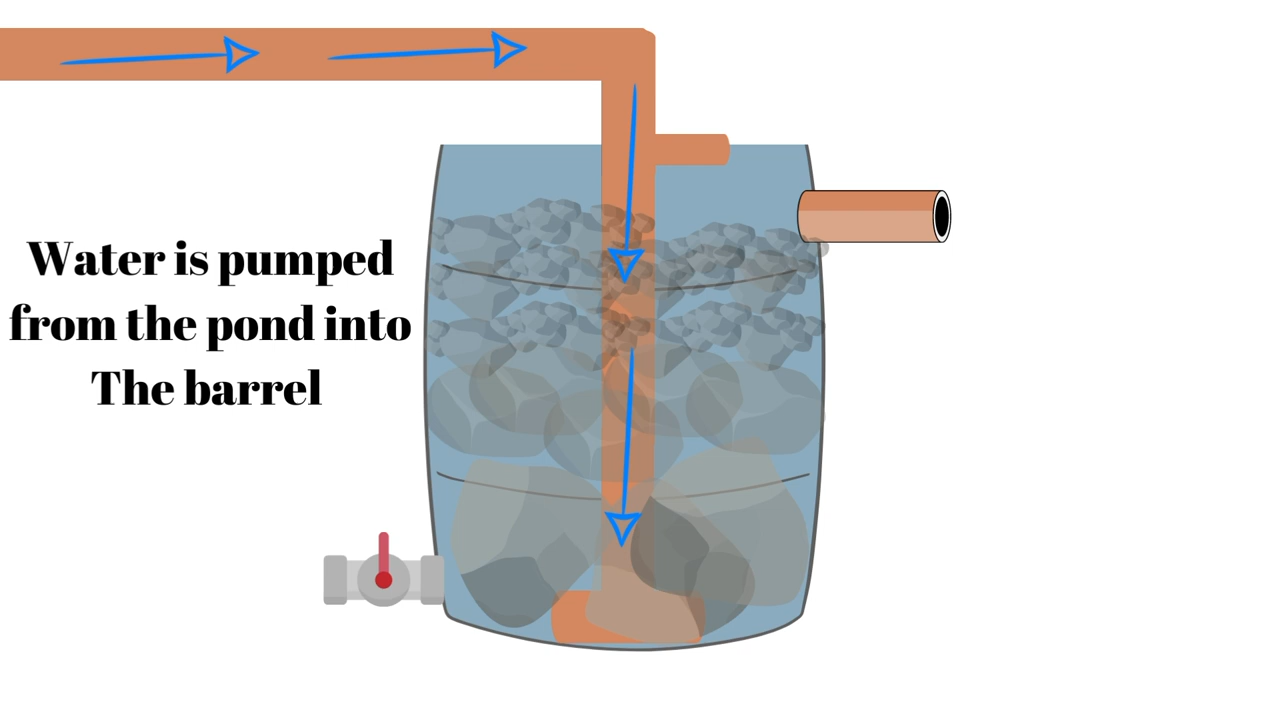 Water is pumped
from the pond into
The barrel